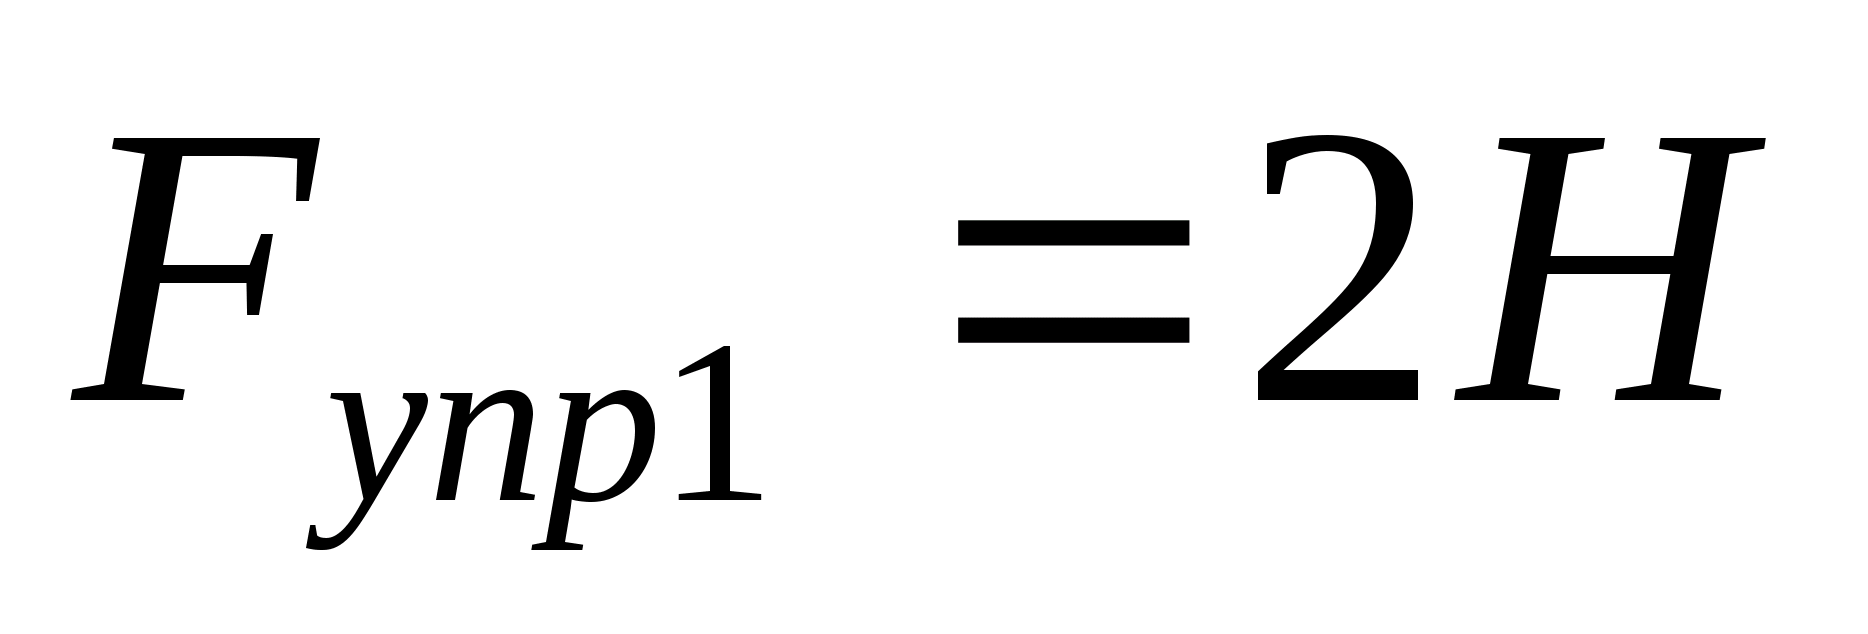 Fупр1 = 2Н